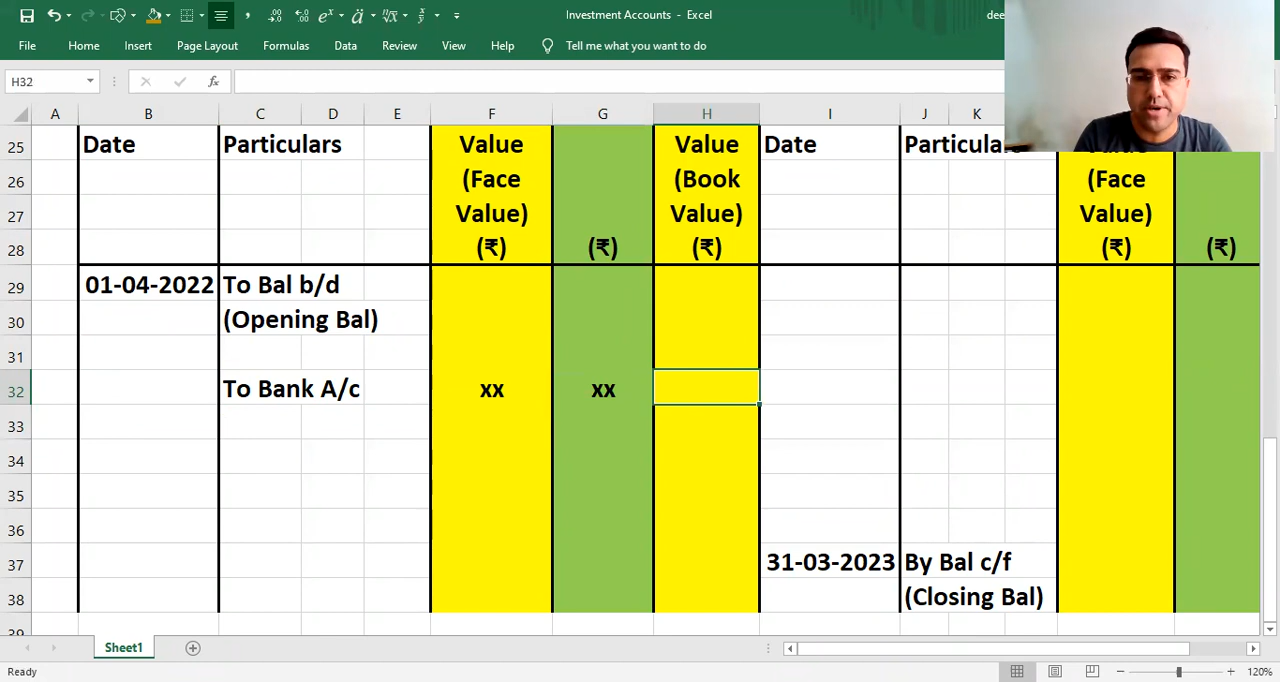 Investment Accounts - Excel
dee
File Home Insert Page Layout Formulas Data Review View Help Tell me what you want to do
H32
fx
A B C D E F G H I J K
25 Date Particulars Value Value Date
26 (Face (Book (Face
27 Value) Value) Value)
28 (₹) (₹) (₹) (₹) (₹)
29 01-04-2022 To Bal b/d
30 (Opening Bal)
31
32 To Bank A/c xx xx
33
34
35
36
37 31-03-2023 By Bal c/f
38 (Closing Bal)
39
Sheet1
Ready
120%